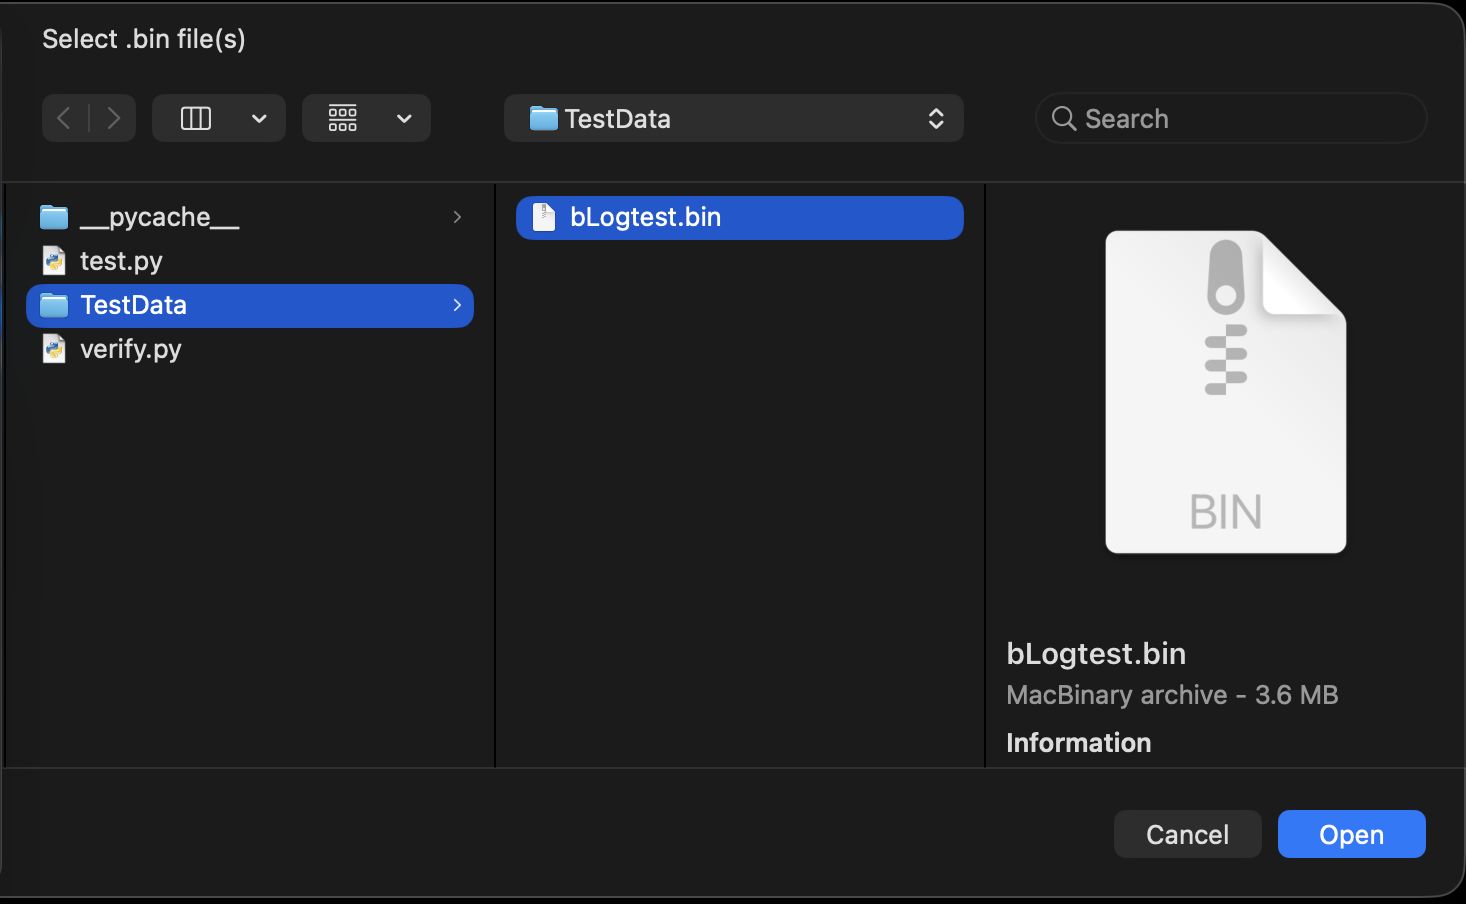 Select .bin file(s)
TestData
Search
__pycache__
test.py
TestData
verify.py
bLogtest.bin
BIN
bLogtest.bin
MacBinary archive - 3.6 MB
Information
Cancel
Open